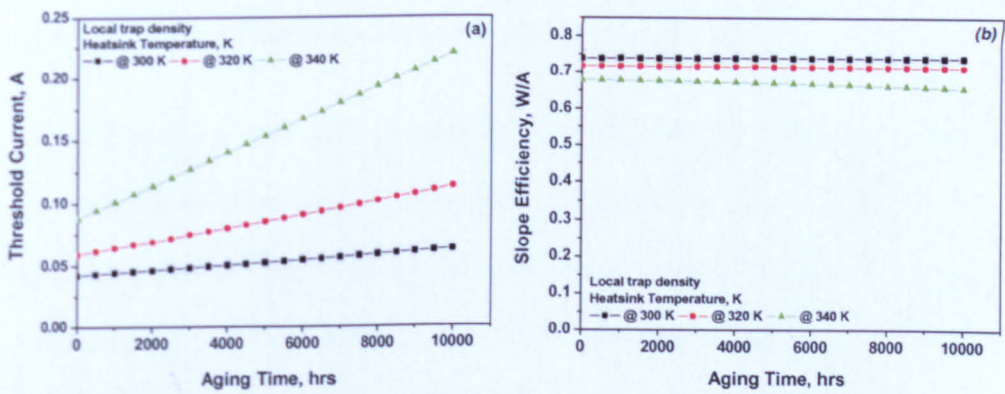 0.25
0.20
0.15
0.10
0.05
0.00
Threshold Current, A
Local trap density
Heatsink Temperature, K
@ 300 K @ 320 K @ 340 K
(a)
0 2000 4000 6000 8000 10000
Aging Time, hrs
0.8
0.7
0.6
0.5
0.4
0.3
0.2
0.1
0.0
Slope Efficiency, W/A
(b)
Local trap density
Heatsink Temperature, K
@ 300 K @ 320 K @ 340 K
0 2000 4000 6000 8000 10000
Aging Time, hrs